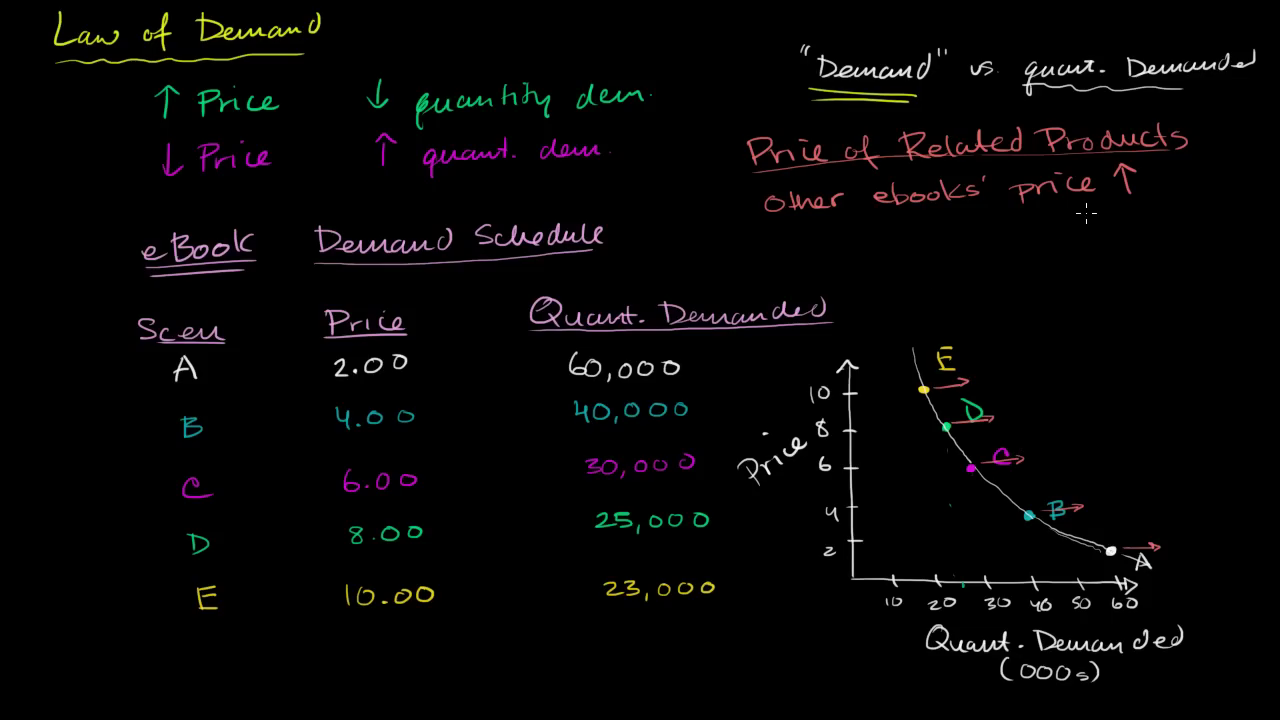 Law of Demand
↑ Price ↓ quantity dem.
↓ Price ↑ quant. dem.
"Demand" vs. quant. Demanded
Price of Related Products
other ebooks' price ↑
eBook Demand Schedule
Scen Price Quant. Demanded
A 2.00 60,000
B 4.00 40,000
C 6.00 30,000
D 8.00 25,000
E 10.00 23,000
E
D
C
B
A
Price
10
8
6
4
2
10 20 30 40 50 60
Quant. Demanded
(000s)